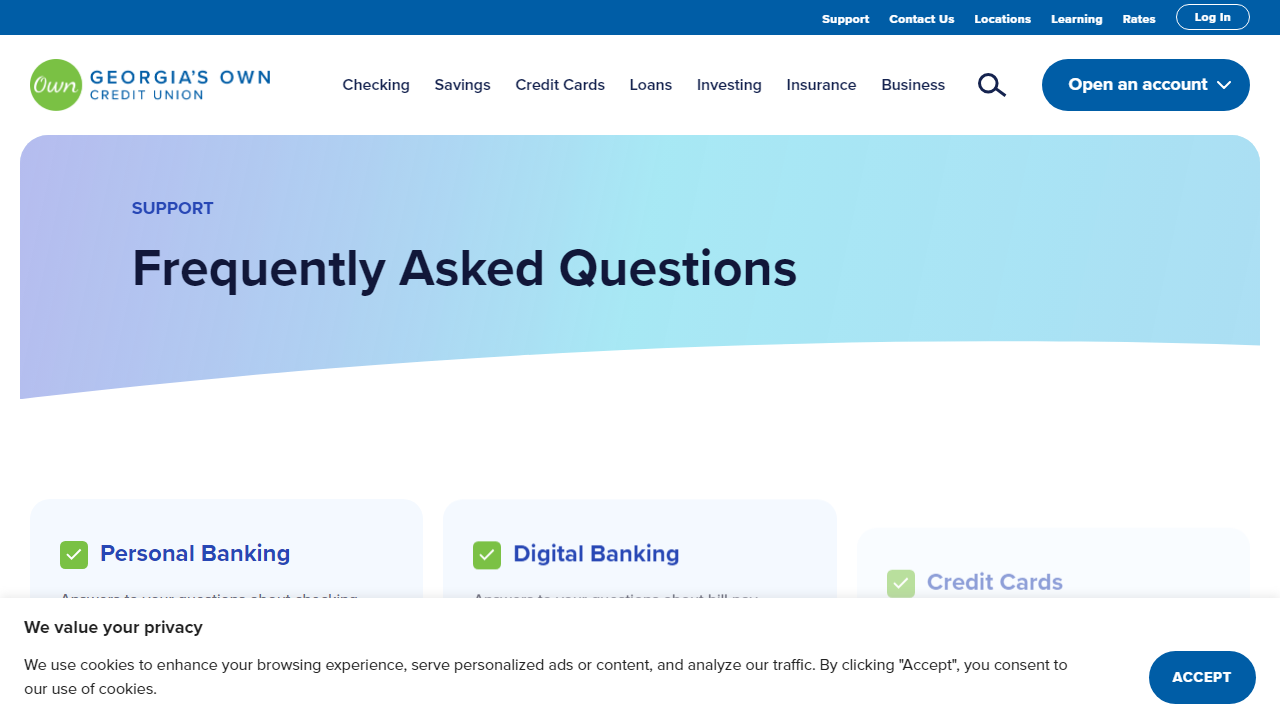 Support Contact Us Locations Learning Rates Log In
Own GEORGIA'S OWN
CREDIT UNION
Checking Savings Credit Cards Loans Investing Insurance Business Open an account
SUPPORT
Frequently Asked Questions
Personal Banking Digital Banking
Credit Cards
Answers to your questions about checking, Answers to your questions about bill pay,
We value your privacy
We use cookies to enhance your browsing experience, serve personalized ads or content, and analyze our traffic. By clicking "Accept", you consent to
our use of cookies.
ACCEPT